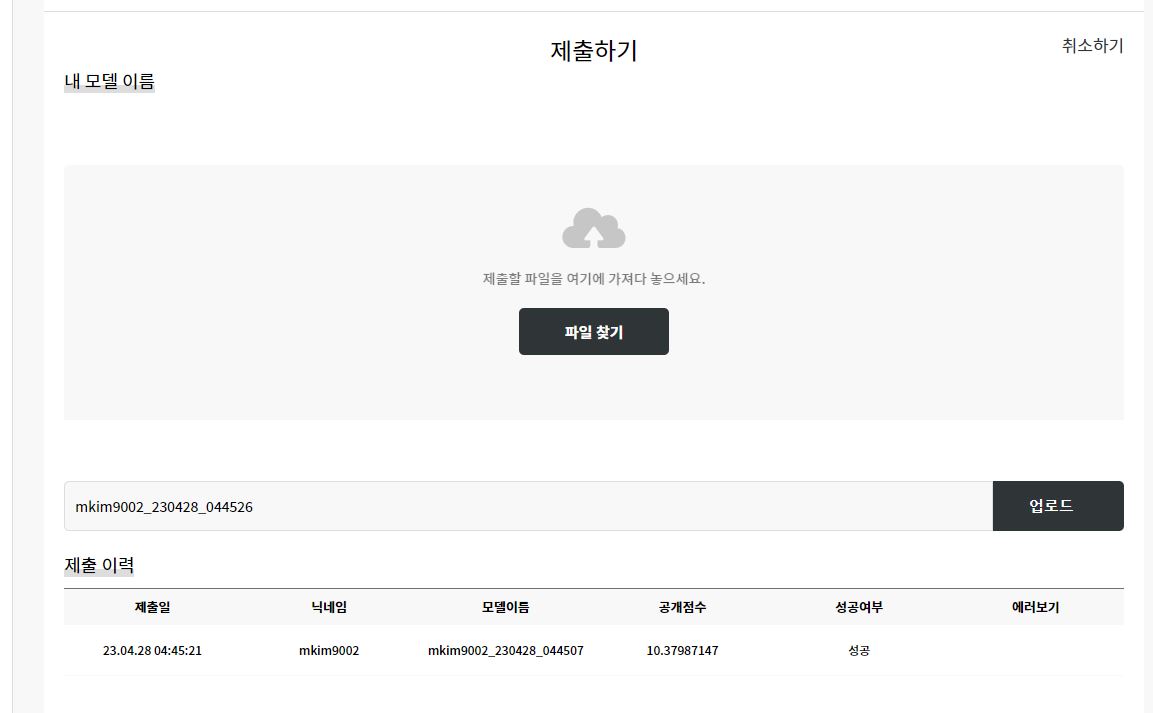 제출하기
취소하기
내 모델 이름
제출할 파일을 여기에 가져다 놓으세요.
파일 찾기
mkim9002_230428_044526 업로드
제출 이력
제출일 닉네임 모델이름 공개점수 성공여부 에러보기
23.04.28 04:45:21 mkim9002 mkim9002_230428_044507 10.37987147 성공